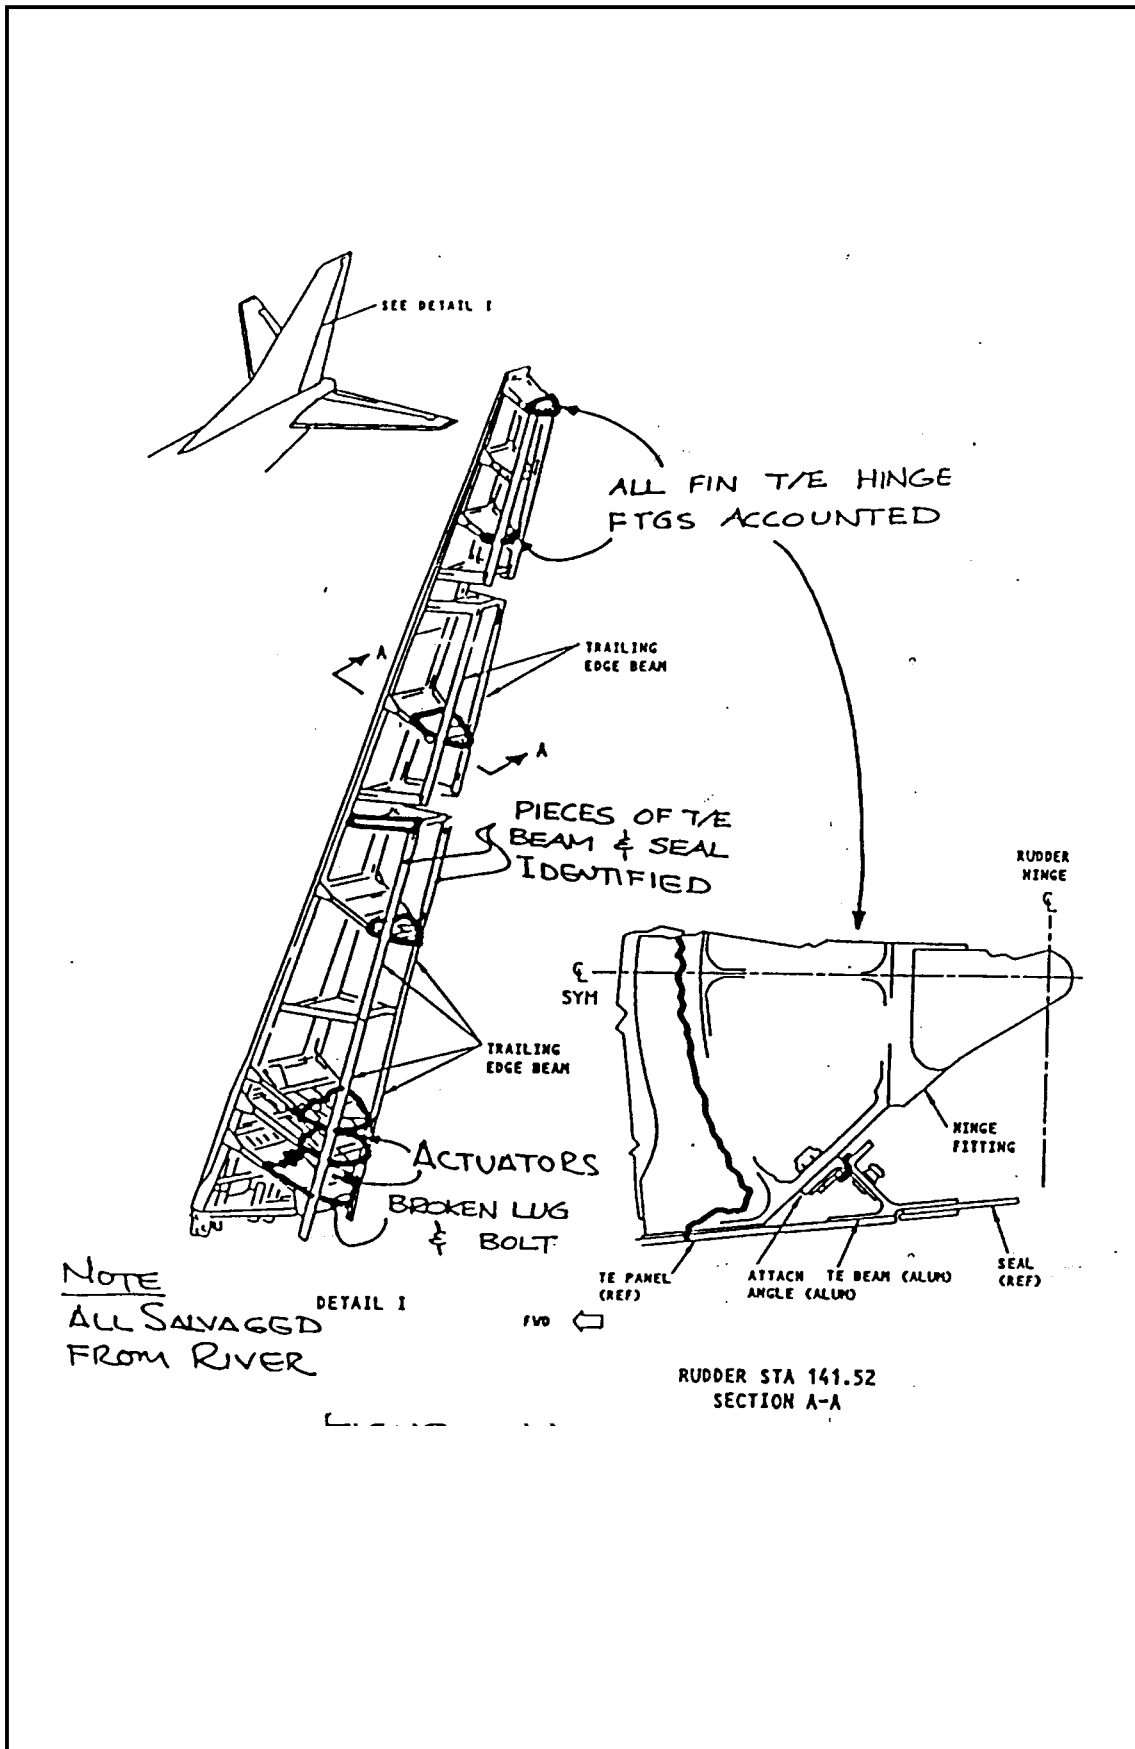 SEE DETAIL I
ALL FIN T/E HINGE
FTGS ACCOUNTED
A
TRAILING
EDGE BEAM
A
PIECES OF T/E
BEAM & SEAL
IDENTIFIED
RUDDER
HINGE
℄
℄
SYM
TRAILING
EDGE BEAM
HINGE
FITTING
ACTUATORS
BROKEN LUG
& BOLT
SEAL
(REF)
TE PANEL
(REF)
ATTACH
ANGLE (ALUM)
TE BEAM (ALUM)
NOTE
ALL SALVAGED
FROM RIVER
DETAIL I
FWD
RUDDER STA 141.52
SECTION A-A